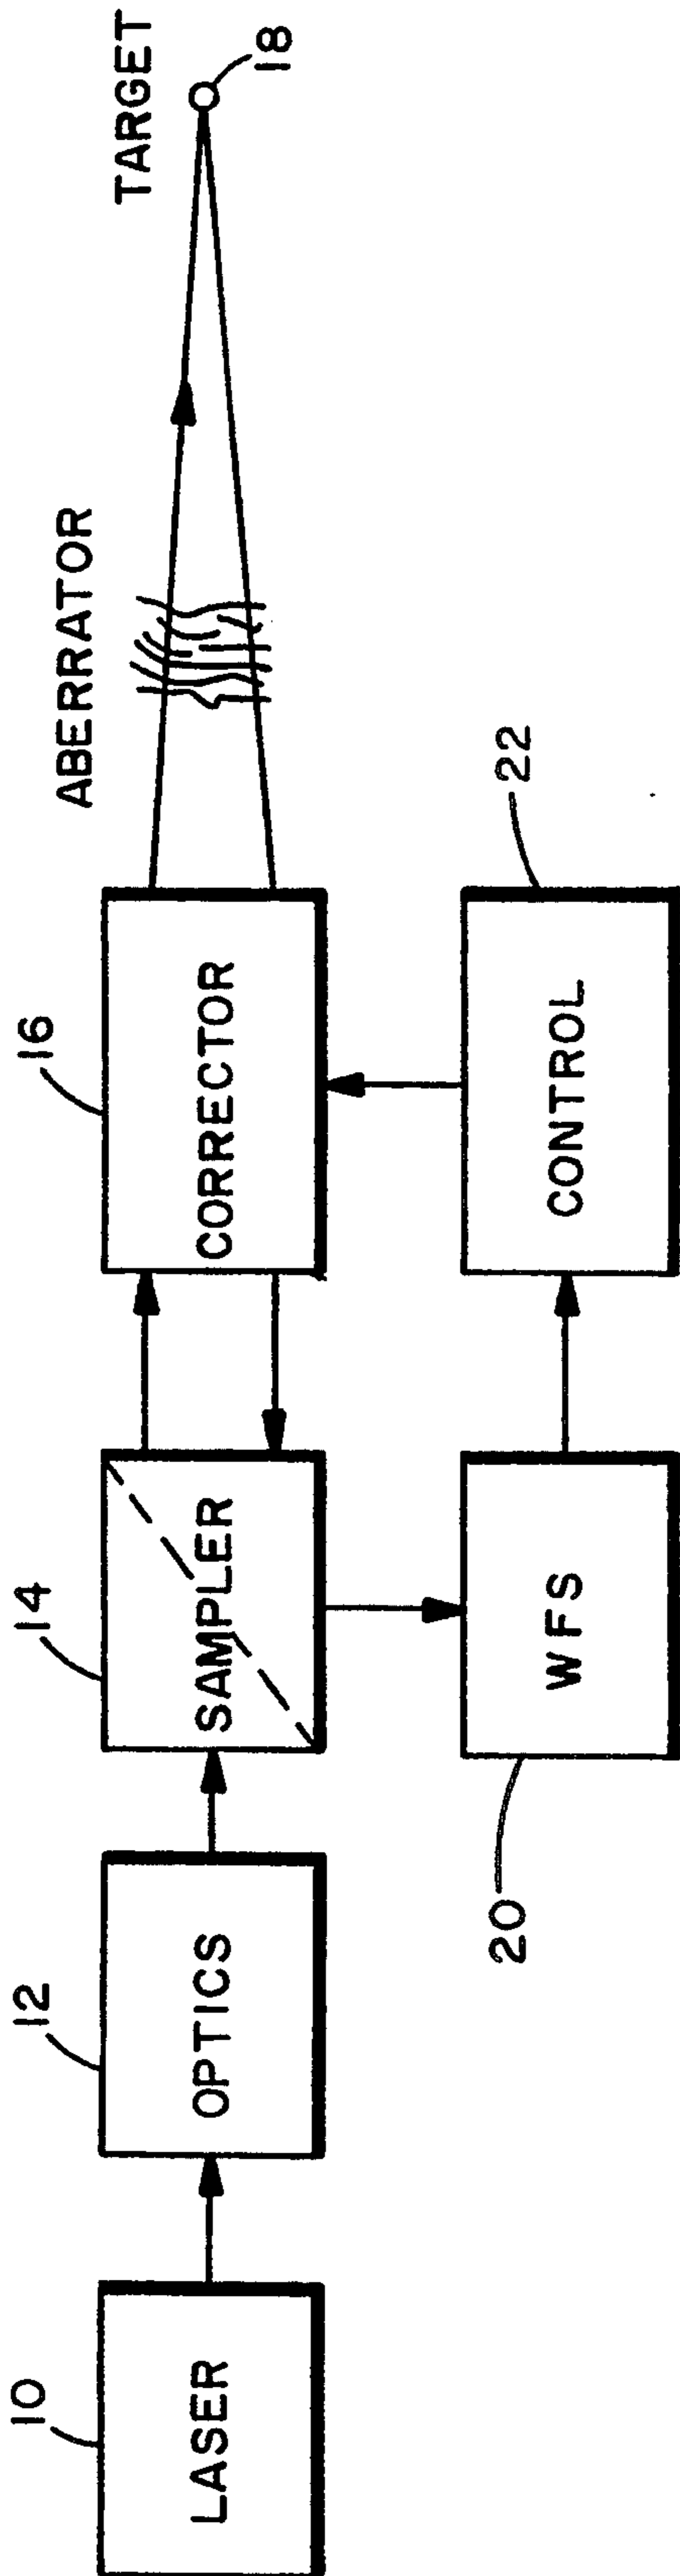 10
LASER
12
OPTICS
14
SAMPLER
16
CORRECTOR
ABERRATOR
TARGET
18
20
WFS
22
CONTROL